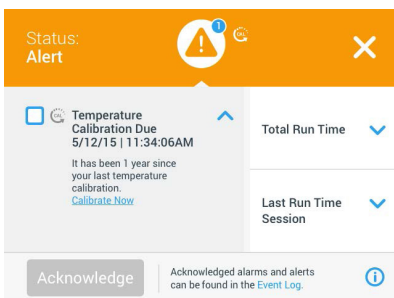 Status:
Alert
1
CAL
CAL
Temperature
Calibration Due
5/12/15 | 11:34:06AM
It has been 1 year since
your last temperature
calibration.
Calibrate Now
Total Run Time
Last Run Time
Session
Acknowledge
Acknowledged alarms and alerts
can be found in the Event Log.